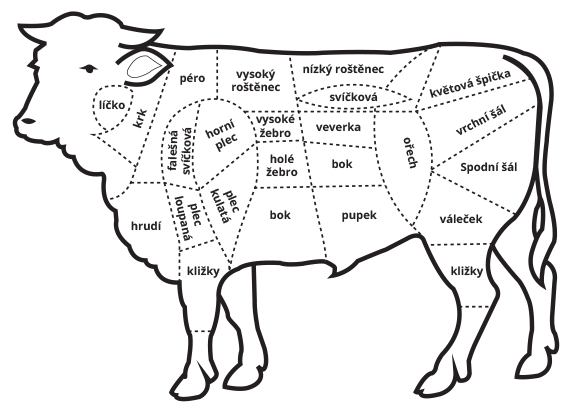 líčko
krk
péro
vysoký
roštěnec
nízký roštěnec
svíčková
květová špička
falešná
svíčková
horní
plec
vysoké
žebro
veverka
ořech
vrchní šál
holé
žebro
bok
Spodní šál
hrudí
plec
loupaná
plec
kulatá
bok
pupek
váleček
kližky
kližky